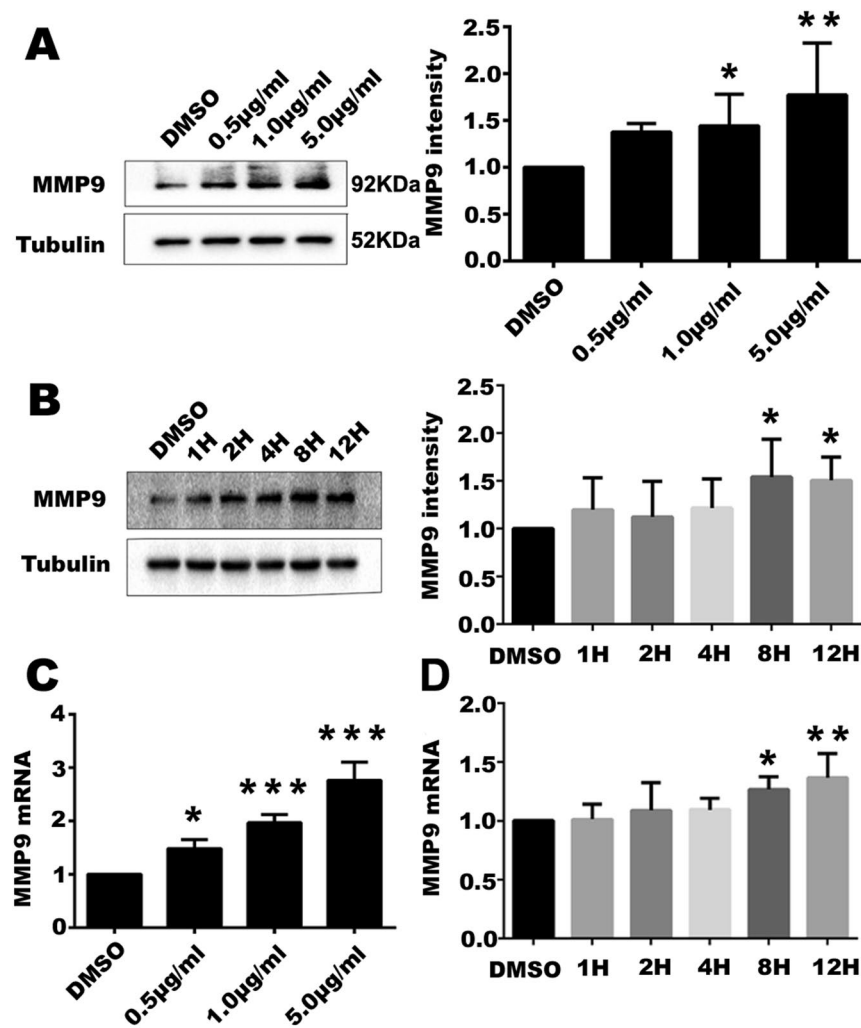 A
DMSO
0.5μg/ml
1.0μg/ml
5.0μg/ml
MMP9
92KDa
Tubulin
52KDa
MMP9 intensity
2.5
2.0
1.5
1.0
0.5
0.0
*
**
DMSO
0.5μg/ml
1.0μg/ml
5.0μg/ml
B
DMSO
1H
2H
4H
8H
12H
MMP9
Tubulin
MMP9 intensity
2.5
2.0
1.5
1.0
0.5
0.0
*
*
DMSO 1H 2H 4H 8H 12H
C
MMP9 mRNA
4
3
2
1
0
*
***
***
DMSO
0.5μg/ml
1.0μg/ml
5.0μg/ml
D
MMP9 mRNA
2.0
1.5
1.0
0.5
0.0
*
**
DMSO 1H 2H 4H 8H 12H